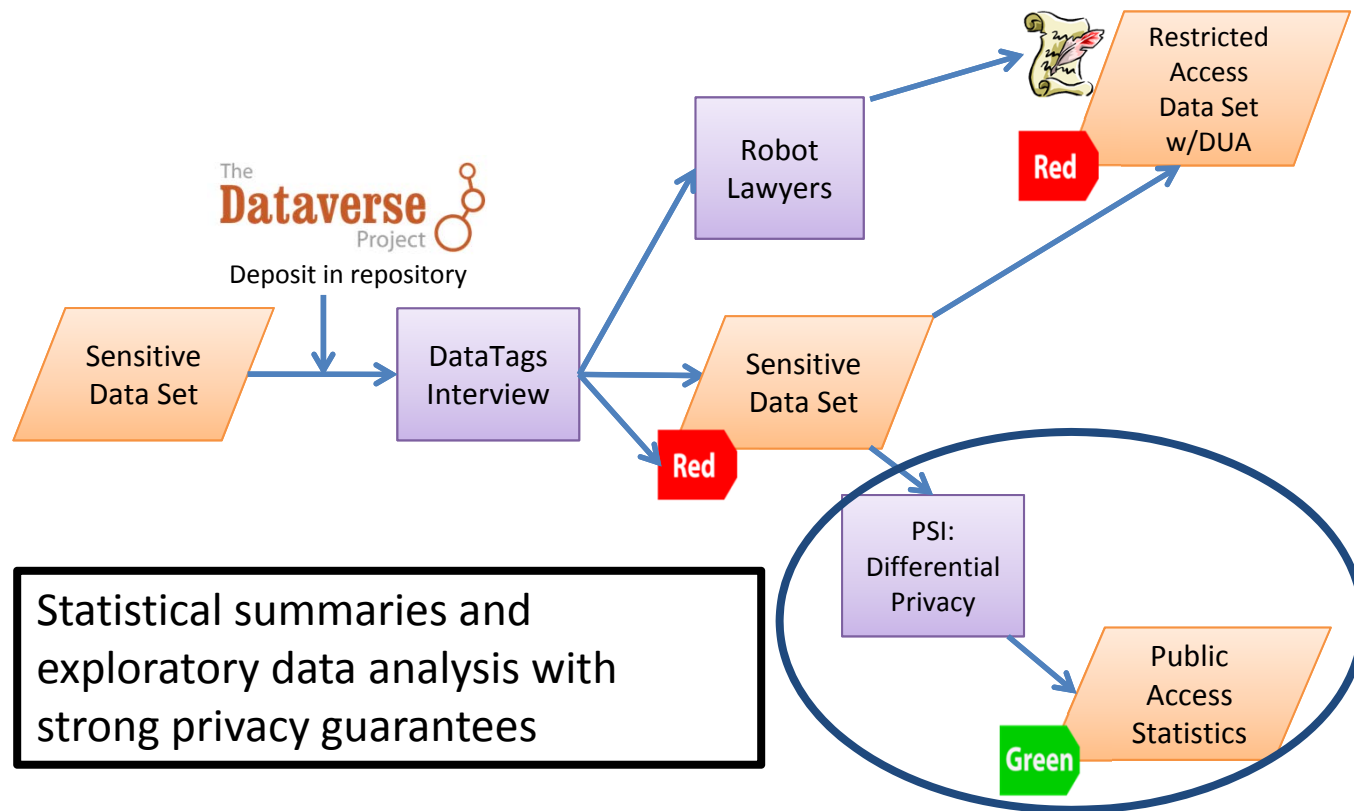 The
Dataverse
Project
Deposit in repository
Sensitive
Data Set
DataTags
Interview
Robot
Lawyers
Restricted
Access
Data Set
w/DUA
Red
Sensitive
Data Set
Red
PSI:
Differential
Privacy
Public
Access
Statistics
Green
Statistical summaries and
exploratory data analysis with
strong privacy guarantees